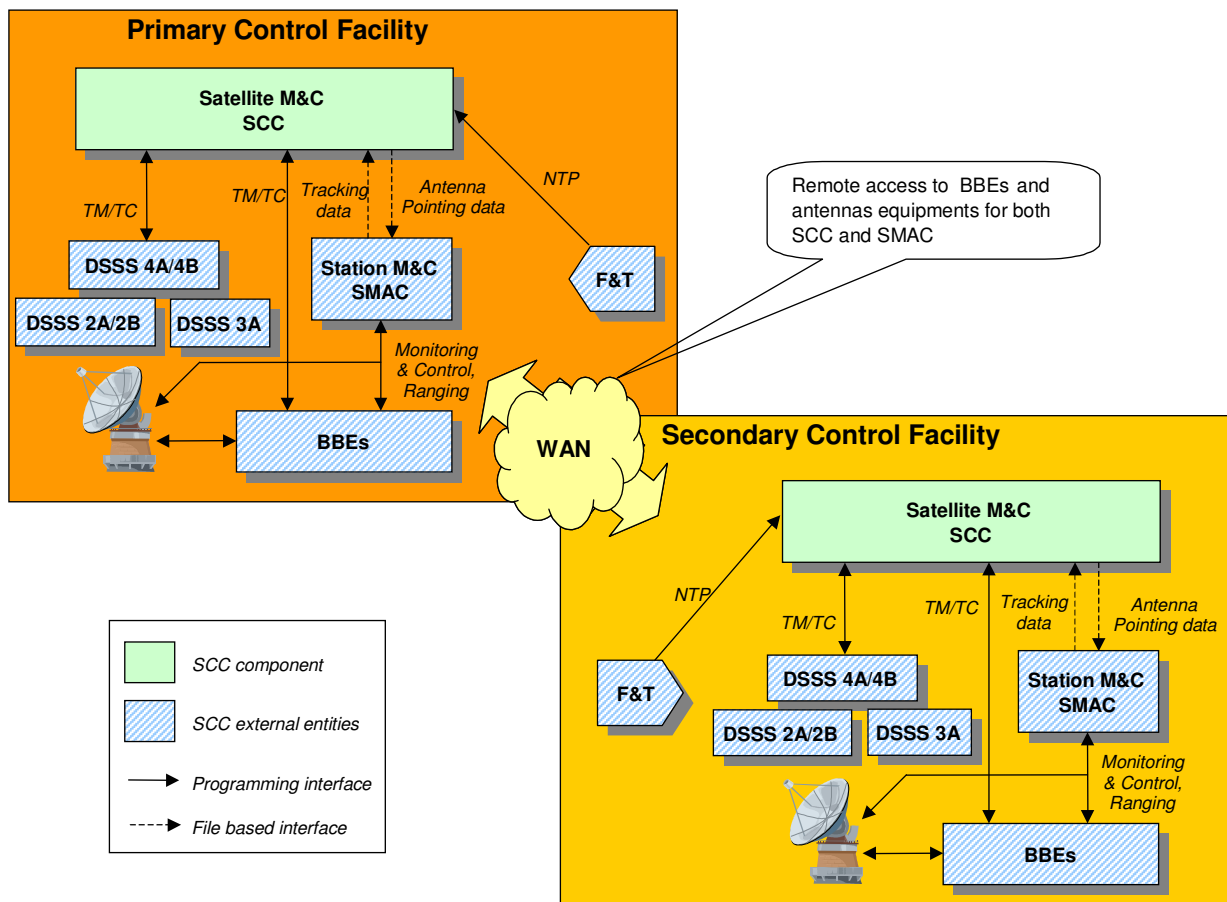 Primary Control Facility
Satellite M&C
SCC
TM/TC
TM/TC
Tracking
data
Antenna
Pointing data
NTP
DSSS 4A/4B
DSSS 2A/2B
DSSS 3A
Station M&C
SMAC
F&T
Monitoring
& Control,
Ranging
BBEs
Remote access to BBEs and
antennas equipments for both
SCC and SMAC
WAN
Secondary Control Facility
Satellite M&C
SCC
NTP
TM/TC
TM/TC
Tracking
data
Antenna
Pointing data
F&T
DSSS 4A/4B
DSSS 2A/2B
DSSS 3A
Station M&C
SMAC
Monitoring
& Control,
Ranging
BBEs
SCC component
SCC external entities
Programming interface
File based interface